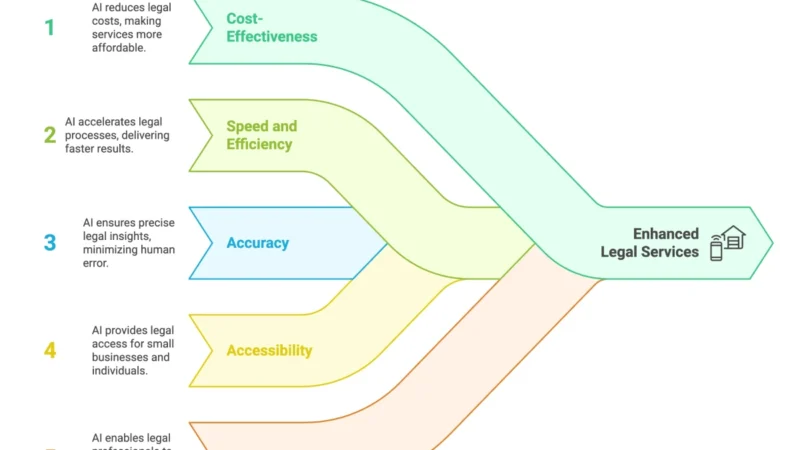 1
AI reduces legal
costs, making
services more
affordable.
Cost-
Effectiveness
2
AI accelerates legal
processes, delivering
faster results.
Speed and
Efficiency
3
AI ensures precise
legal insights,
minimizing human
error.
Accuracy
Enhanced
Legal Services
4
AI provides legal
access for small
businesses and
individuals.
Accessibility
AI enables legal
professionals to